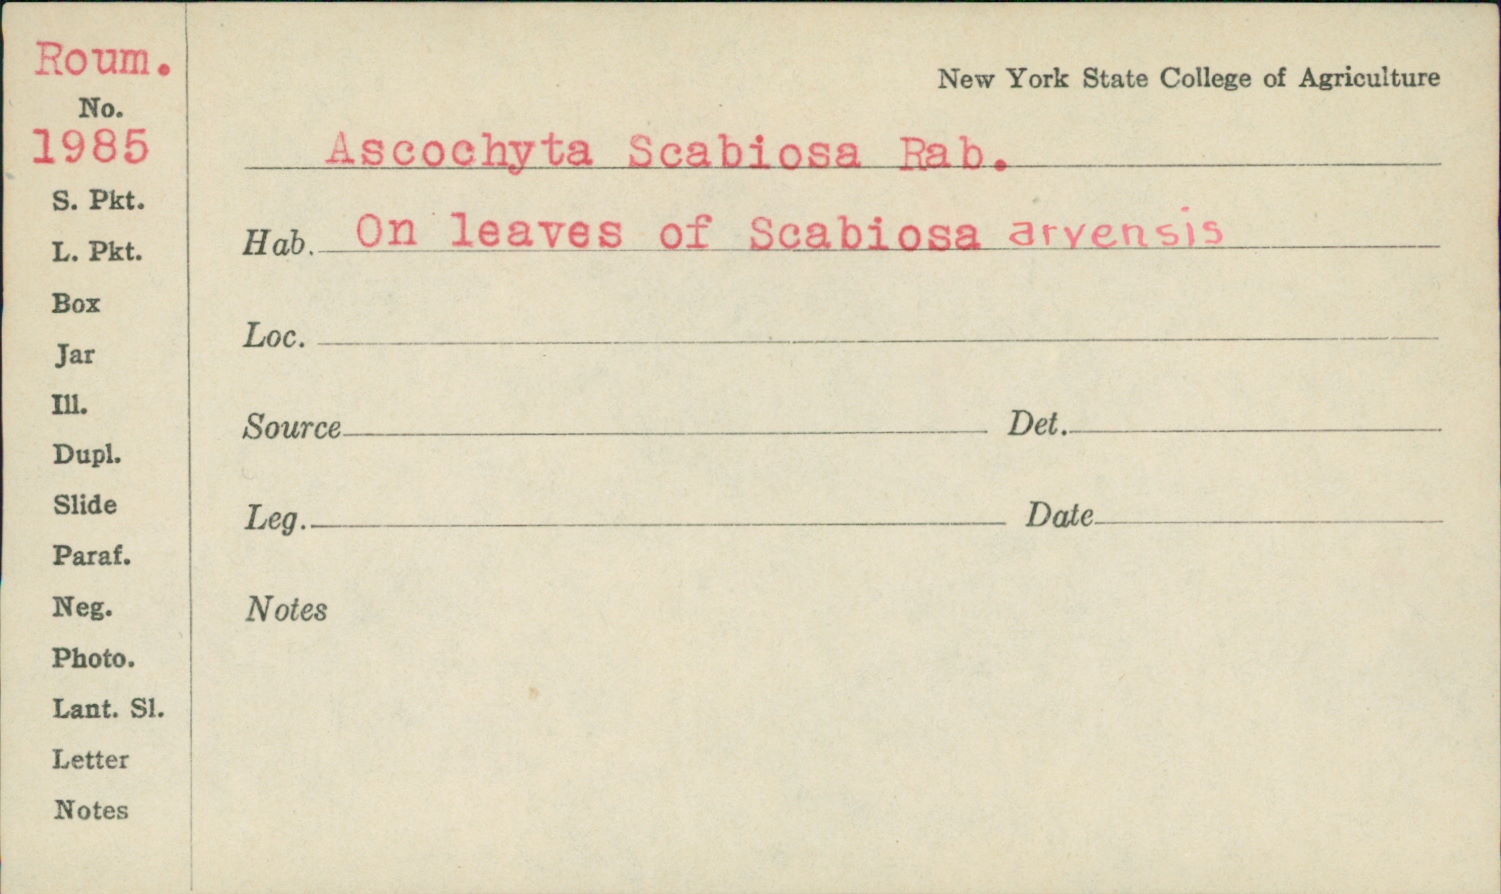 Roum.
No.
1985
S. Pkt.
L. Pkt.
Box
Jar
Ill.
Dupl.
Slide
Paraf.
Neg.
Photo.
Lant. Sl.
Letter
Notes
New York State College of Agriculture
Ascochyta Scabiosa Rab.
Hab. On leaves of Scabiosa arvensis
Loc.
Source Det.
Leg. Date
Notes